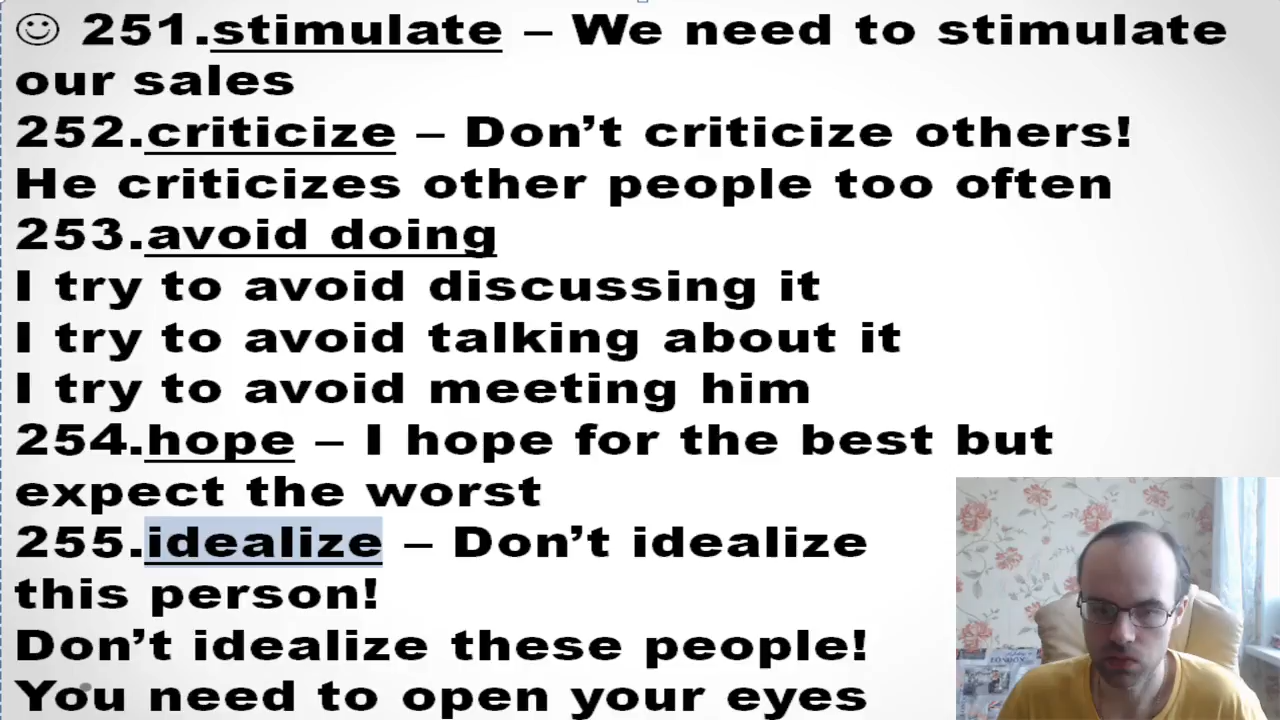 ☺ 251.stimulate – We need to stimulate
our sales
252.criticize – Don’t criticize others!
He criticizes other people too often
253.avoid doing
I try to avoid discussing it
I try to avoid talking about it
I try to avoid meeting him
254.hope – I hope for the best but
expect the worst
255.idealize – Don’t idealize
this person!
Don’t idealize these people!
You need to open your eyes